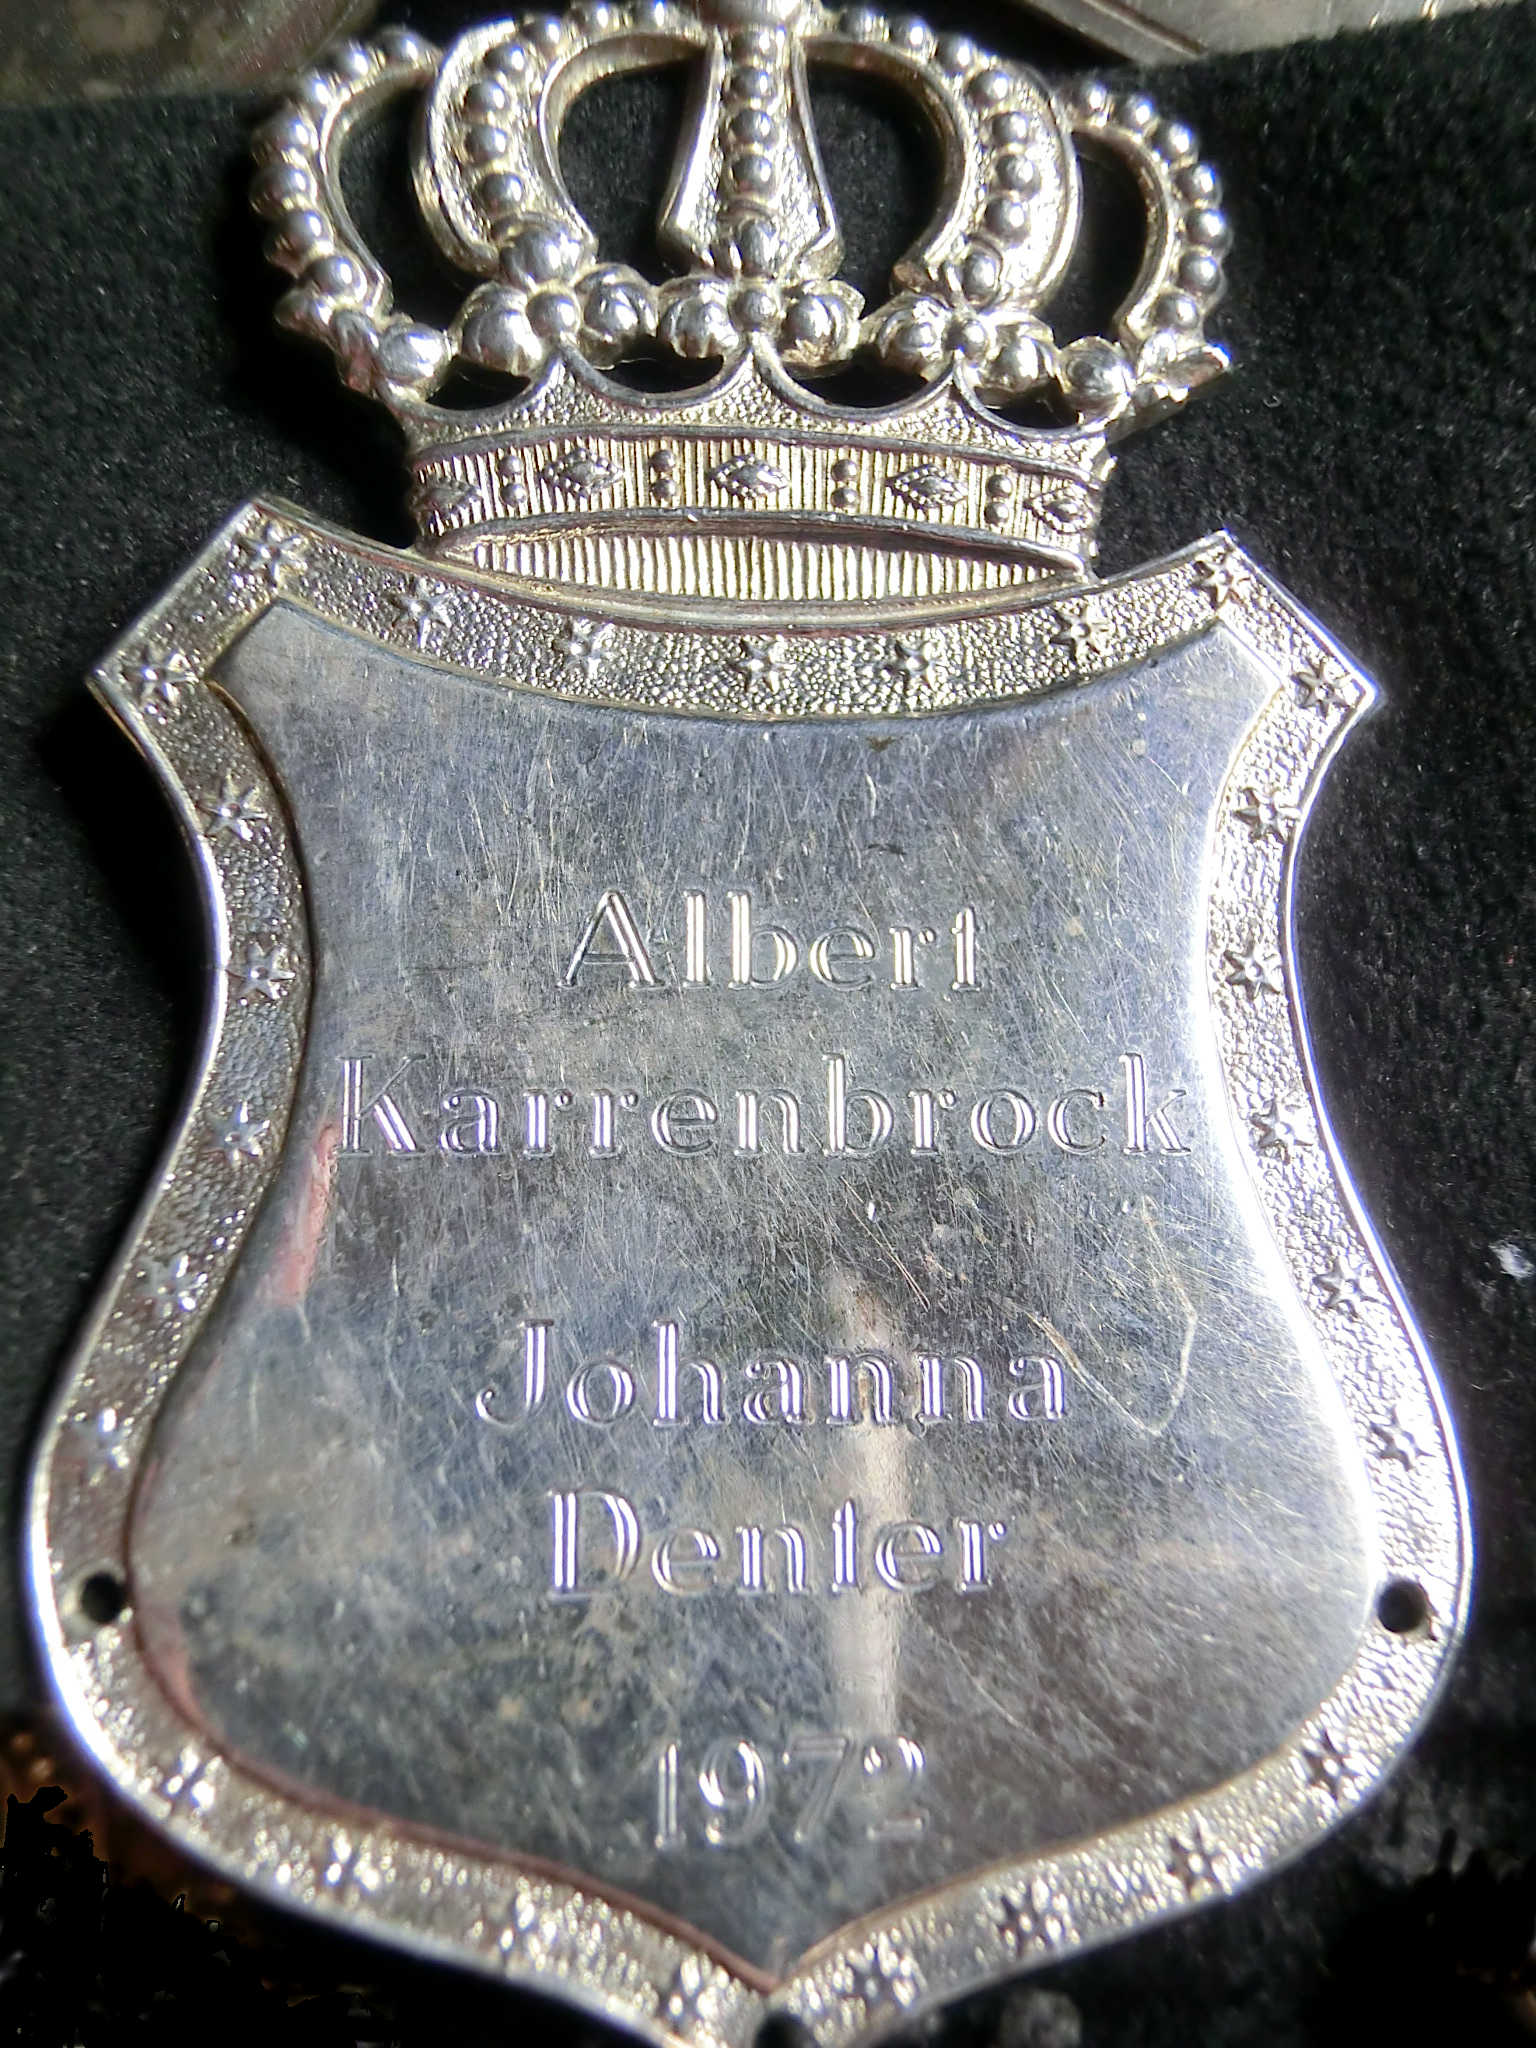 Albert
Karrenbrock
Johanna
Denter
1972